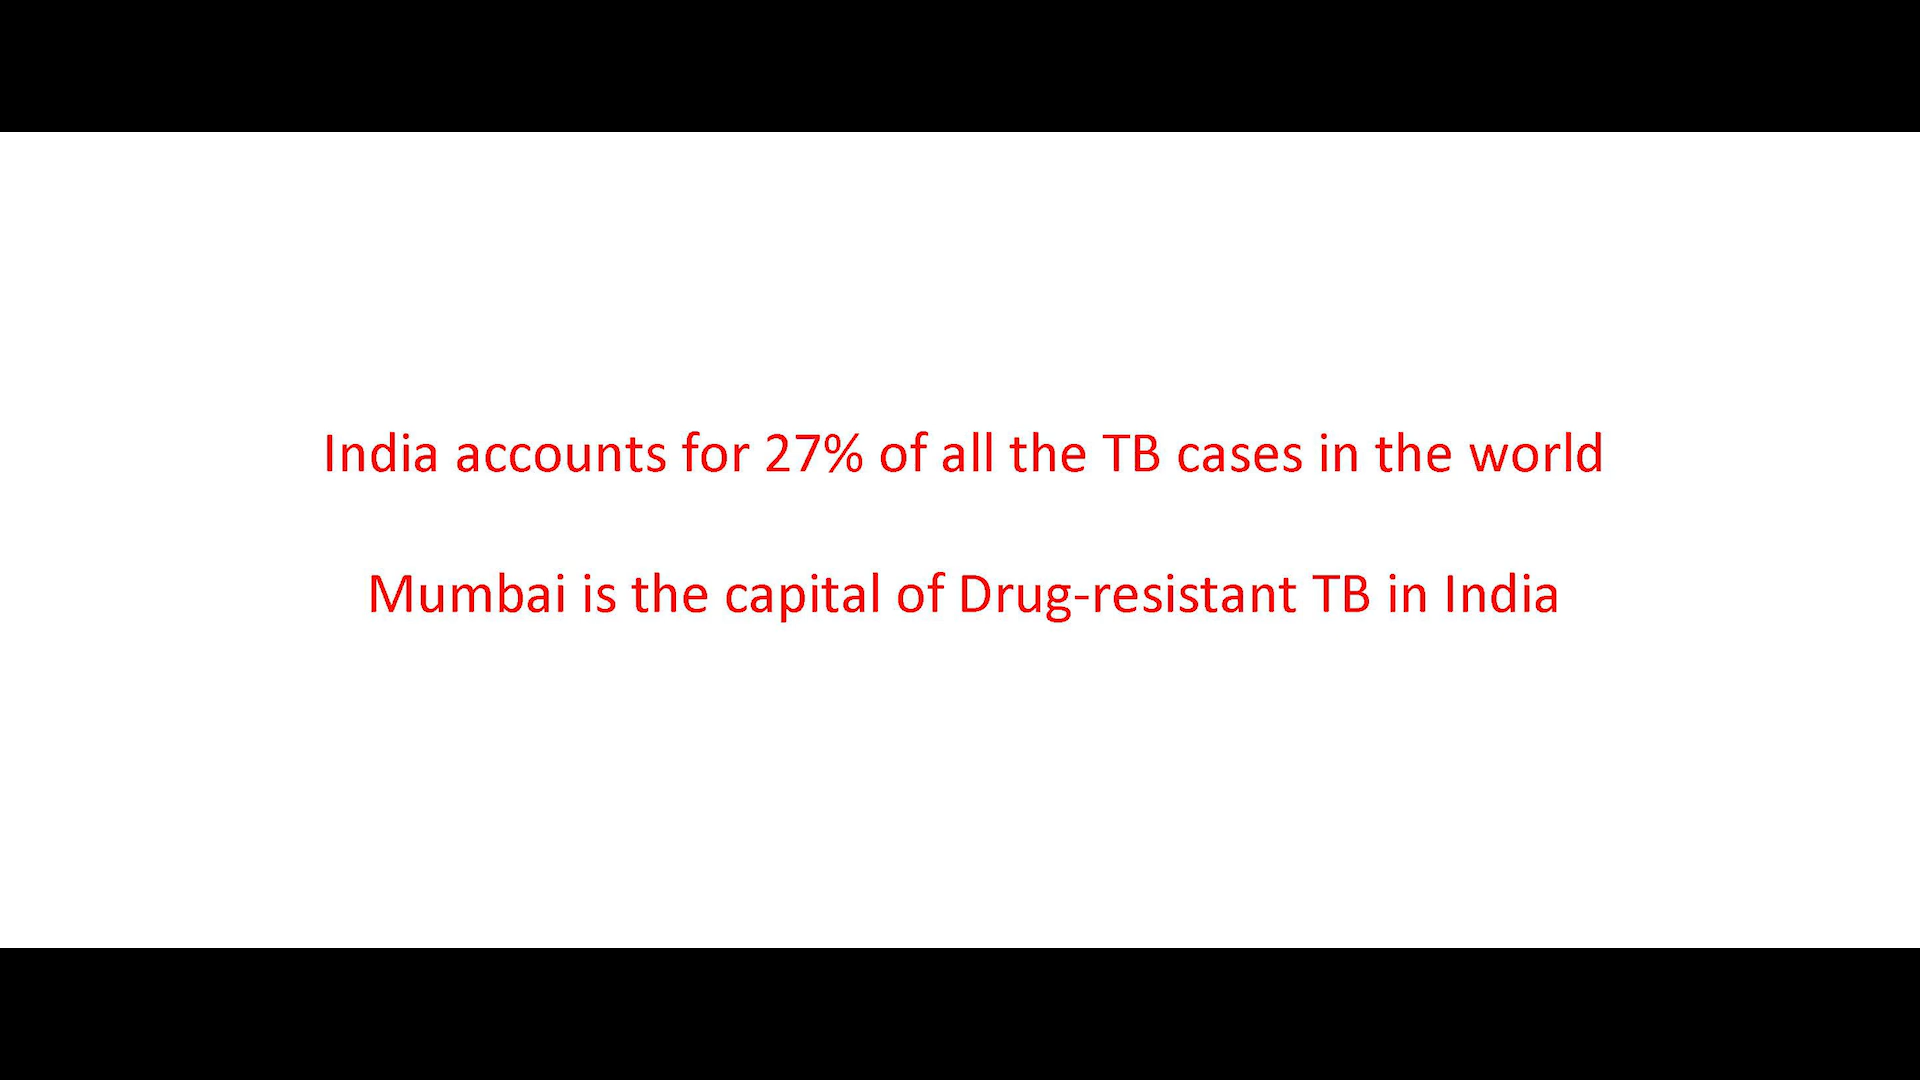 India accounts for 27% of all the TB cases in the world
Mumbai is the capital of Drug-resistant TB in India